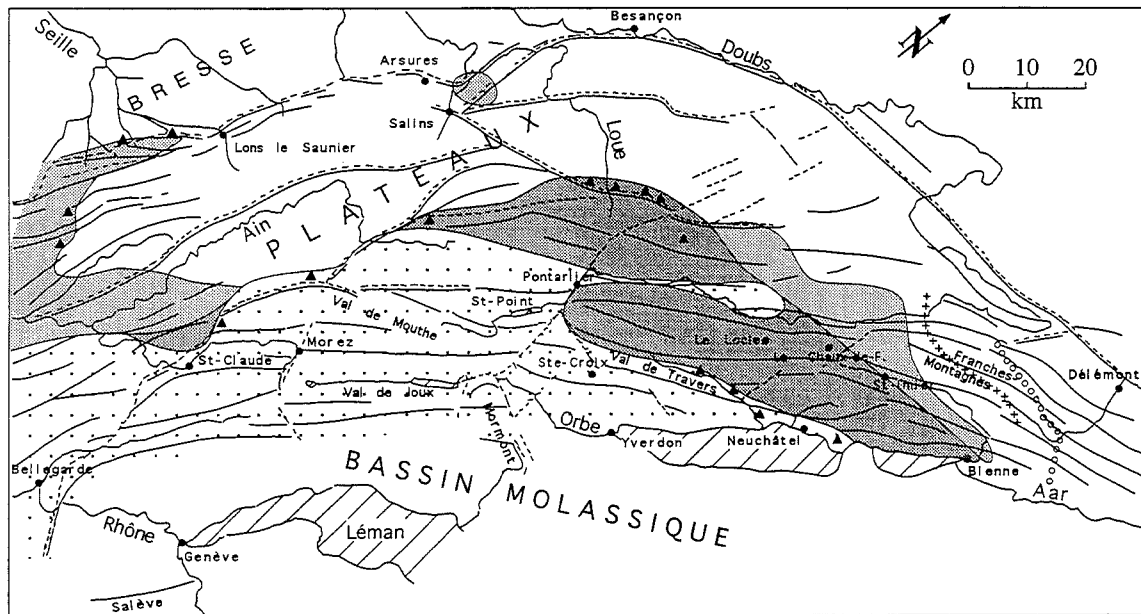 Besançon
Seille
N
Doubs
BRESSE
Arsures
0 10 20
km
Salins
Loue
Lons le Saunier
PLATEAUX
Ain
Pontarlier
St-Point
Val de Mouthe
Morez
St-Claude
Le Locle
Ste-Croix
Val de Travers
Franches
Montagnes
Délémont
Val de Joux
Vormont
Orbe
Yverdon
Neuchâtel
Bienne
Bellegarde
BASSIN MOLASSIQUE
Aar
Rhône
Léman
Genève
Salève